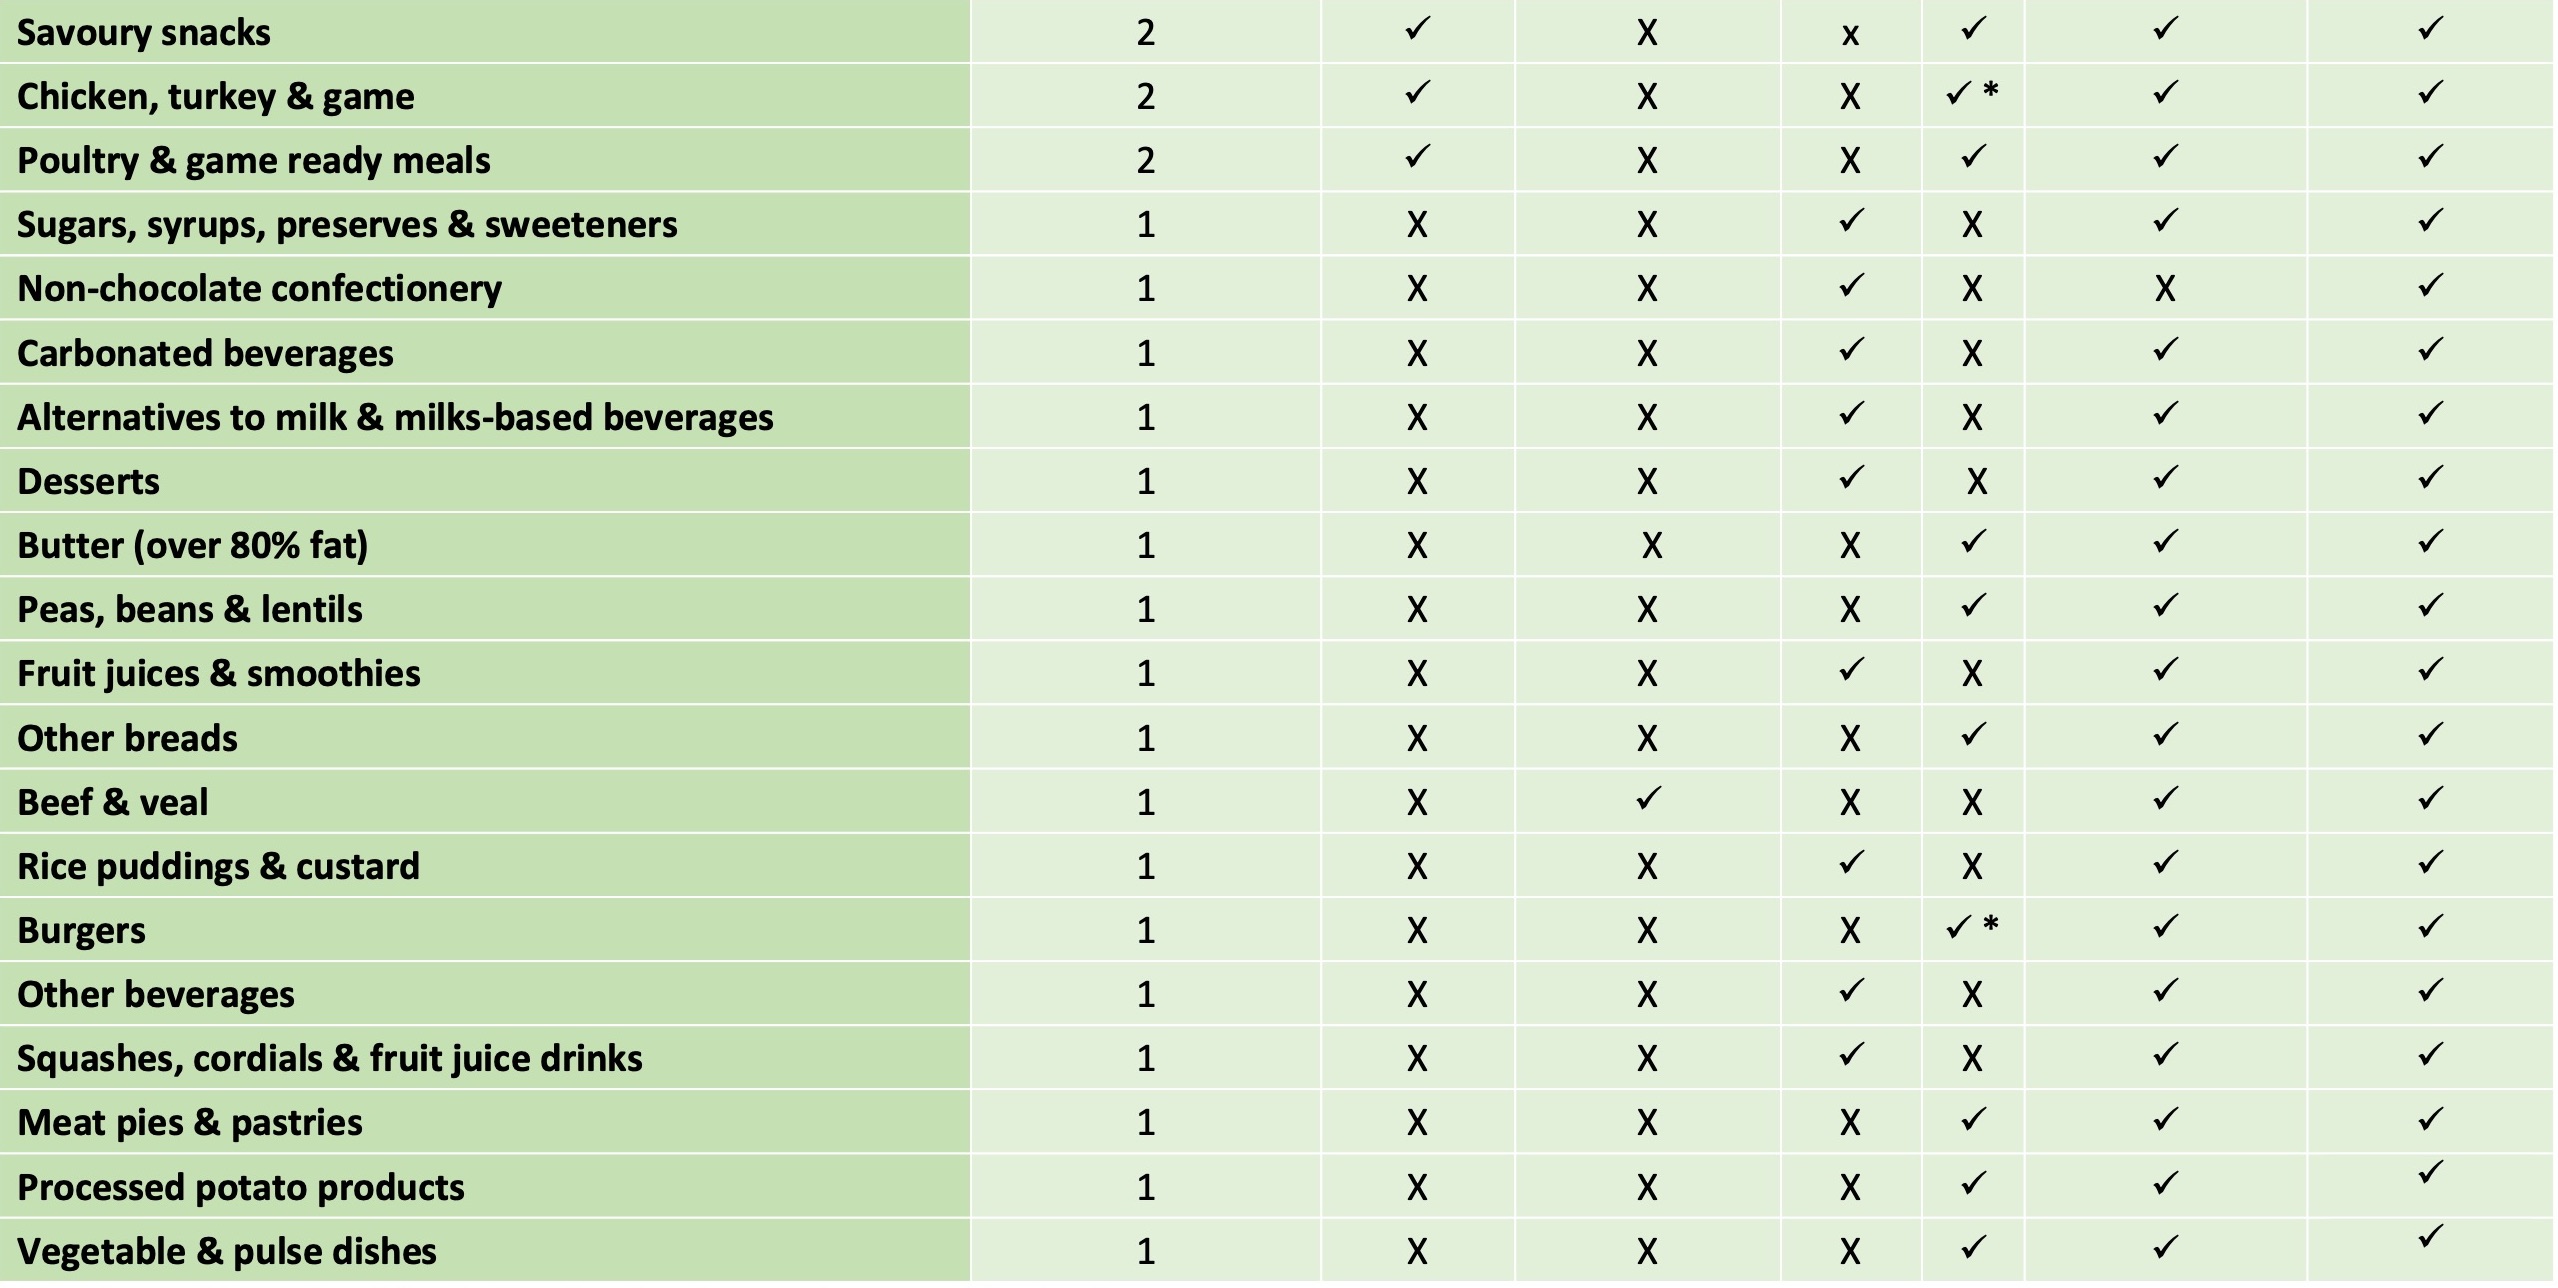 Savoury snacks 2 ✓ X x ✓ ✓ ✓
Chicken, turkey & game 2 ✓ X X ✓* ✓ ✓
Poultry & game ready meals 2 ✓ X X ✓ ✓ ✓
Sugars, syrups, preserves & sweeteners 1 X X ✓ X ✓ ✓
Non-chocolate confectionery 1 X X ✓ X X ✓
Carbonated beverages 1 X X ✓ X ✓ ✓
Alternatives to milk & milks-based beverages 1 X X ✓ X ✓ ✓
Desserts 1 X X ✓ X ✓ ✓
Butter (over 80% fat) 1 X X X ✓ ✓ ✓
Peas, beans & lentils 1 X X X ✓ ✓ ✓
Fruit juices & smoothies 1 X X ✓ X ✓ ✓
Other breads 1 X X X ✓ ✓ ✓
Beef & veal 1 X ✓ X X ✓ ✓
Rice puddings & custard 1 X X ✓ X ✓ ✓
Burgers 1 X X X ✓* ✓ ✓
Other beverages 1 X X ✓ X ✓ ✓
Squashes, cordials & fruit juice drinks 1 X X ✓ X ✓ ✓
Meat pies & pastries 1 X X X ✓ ✓ ✓
Processed potato products 1 X X X ✓ ✓ ✓
Vegetable & pulse dishes 1 X X X ✓ ✓ ✓